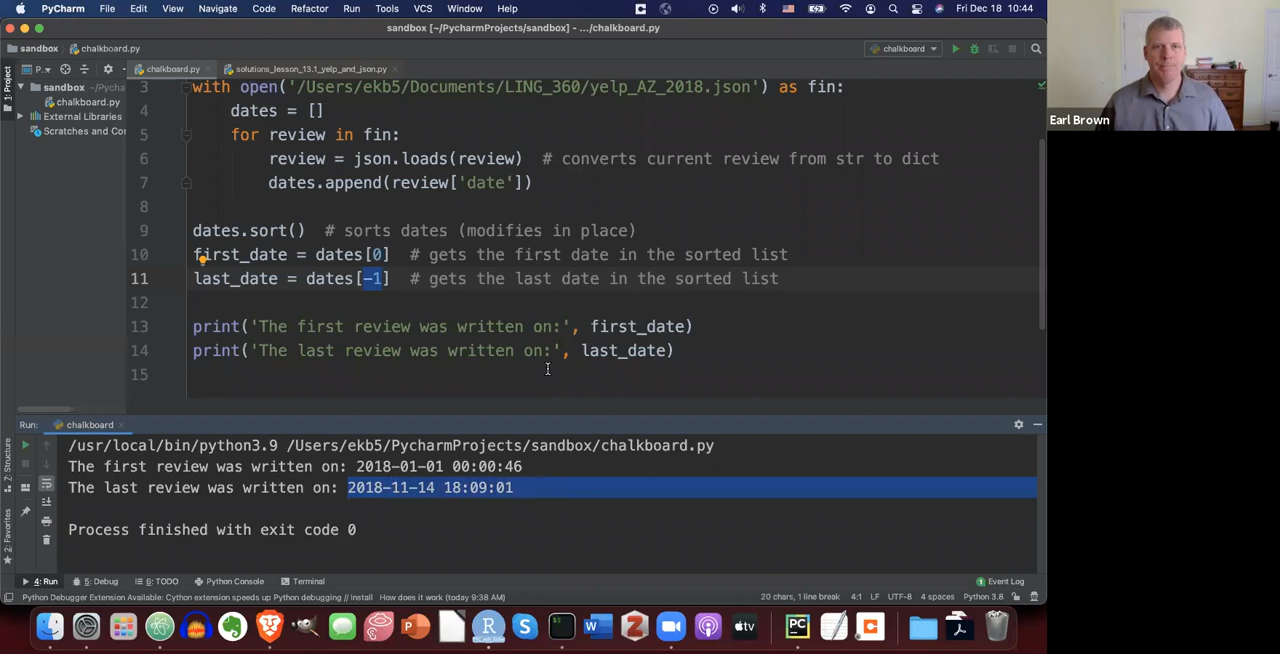 PyCharm File Edit View Navigate Code Refactor Run Tools VCS Window Help Fri Dec 18 10:44
sandbox [~/PycharmProjects/sandbox] - .../chalkboard.py
sandbox chalkboard.py chalkboard
P.. chalkboard.py solutions_lesson_13.1_yelp_and_json.py
1: Project
sandbox ~/Pycha
chalkboard.py
External Libraries
Scratches and Con
3 with open('/Users/ekb5/Documents/LING_360/yelp_AZ_2018.json') as fin:
4 dates = []
5 for review in fin:
6 review = json.loads(review) # converts current review from str to dict
7 dates.append(review['date'])
8
9 dates.sort() # sorts dates (modifies in place)
10 first_date = dates[0] # gets the first date in the sorted list
11 last_date = dates[-1] # gets the last date in the sorted list
12
13 print('The first review was written on:', first_date)
14 print('The last review was written on:', last_date)
15
Earl Brown
Run: chalkboard
/usr/local/bin/python3.9 /Users/ekb5/PycharmProjects/sandbox/chalkboard.py
The first review was written on: 2018-01-01 00:00:46
The last review was written on: 2018-11-14 18:09:01
Process finished with exit code 0
7: Structure
2: Favorites
4: Run 5: Debug 6: TODO Python Console Terminal 1 Event Log
Python Debugger Extension Available: Cython extension speeds up Python debugging // Install How does it work (today 9:38 AM) 20 chars, 1 line break 4:1 LF UTF-8 4 spaces Python 3.8